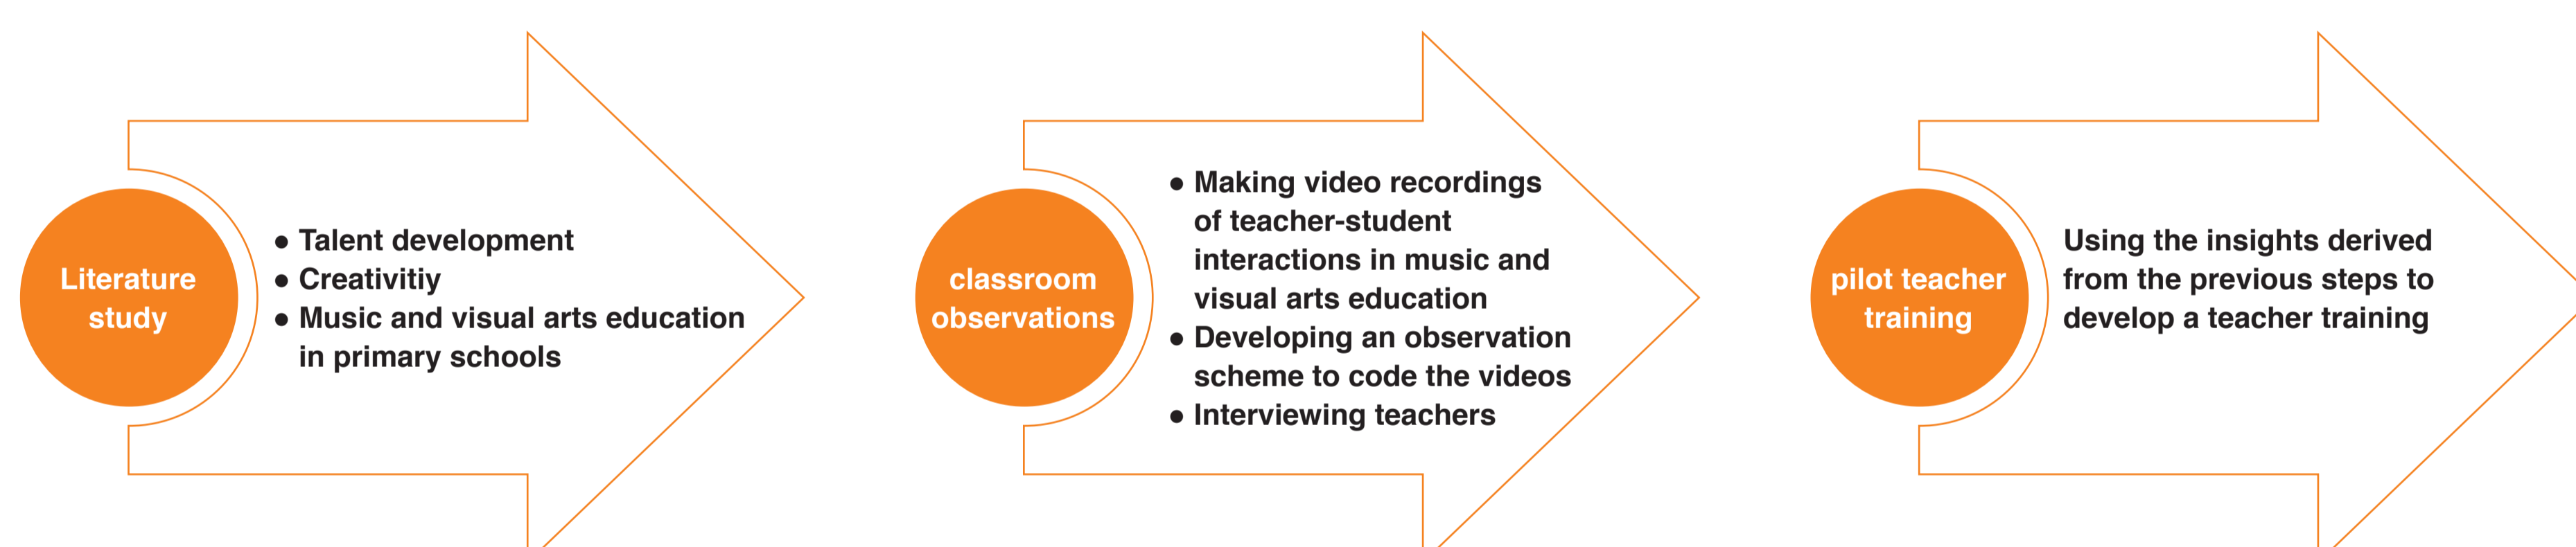 Literature
study
● Talent development
● Creativitiy
● Music and visual arts education
in primary schools
classroom
observations
● Making video recordings
of teacher-student
interactions in music and
visual arts education
● Developing an observation
scheme to code the videos
● Interviewing teachers
pilot teacher
training
Using the insights derived
from the previous steps to
develop a teacher training